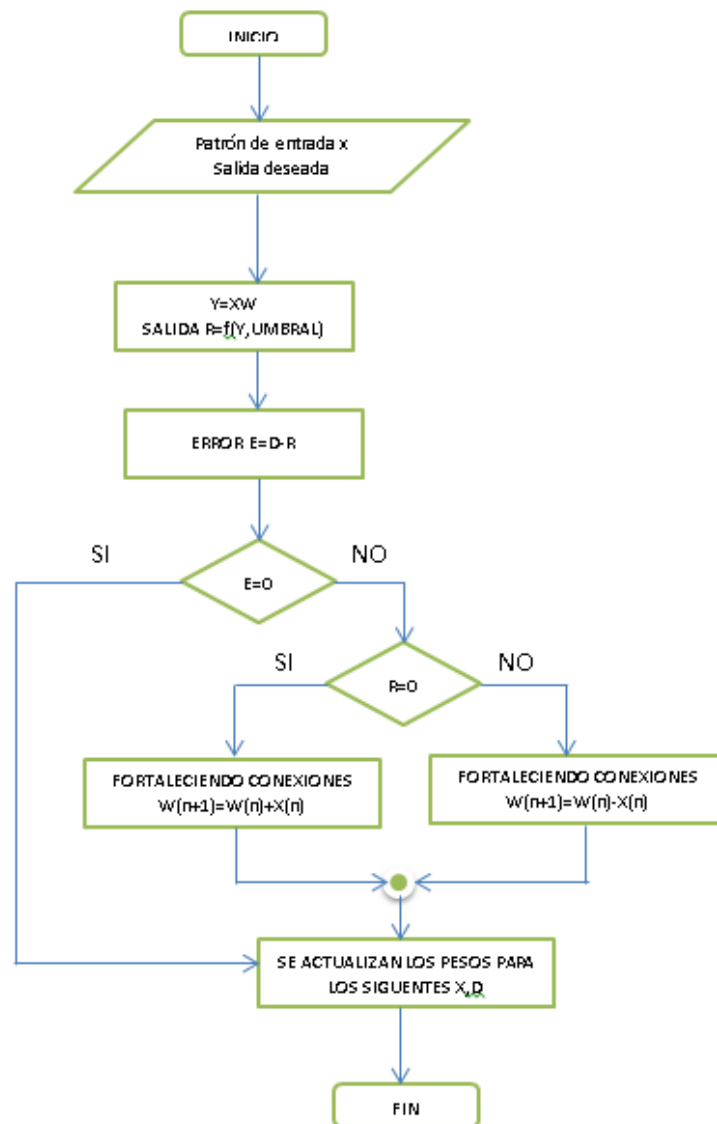 INICIO
Patrón de entrada x
Salida deseada
Y=XW
SALIDA R=f(Y,UMBRAL)
ERROR E=D-R
SI
NO
E=0
SI
NO
R=0
FORTALECIENDO CONEXIONES
W(n+1)=W(n)+X(n)
FORTALECIENDO CONEXIONES
W(n+1)=W(n)-X(n)
SE ACTUALIZAN LOS PESOS PARA
LOS SIGUENTES X,D
FIN